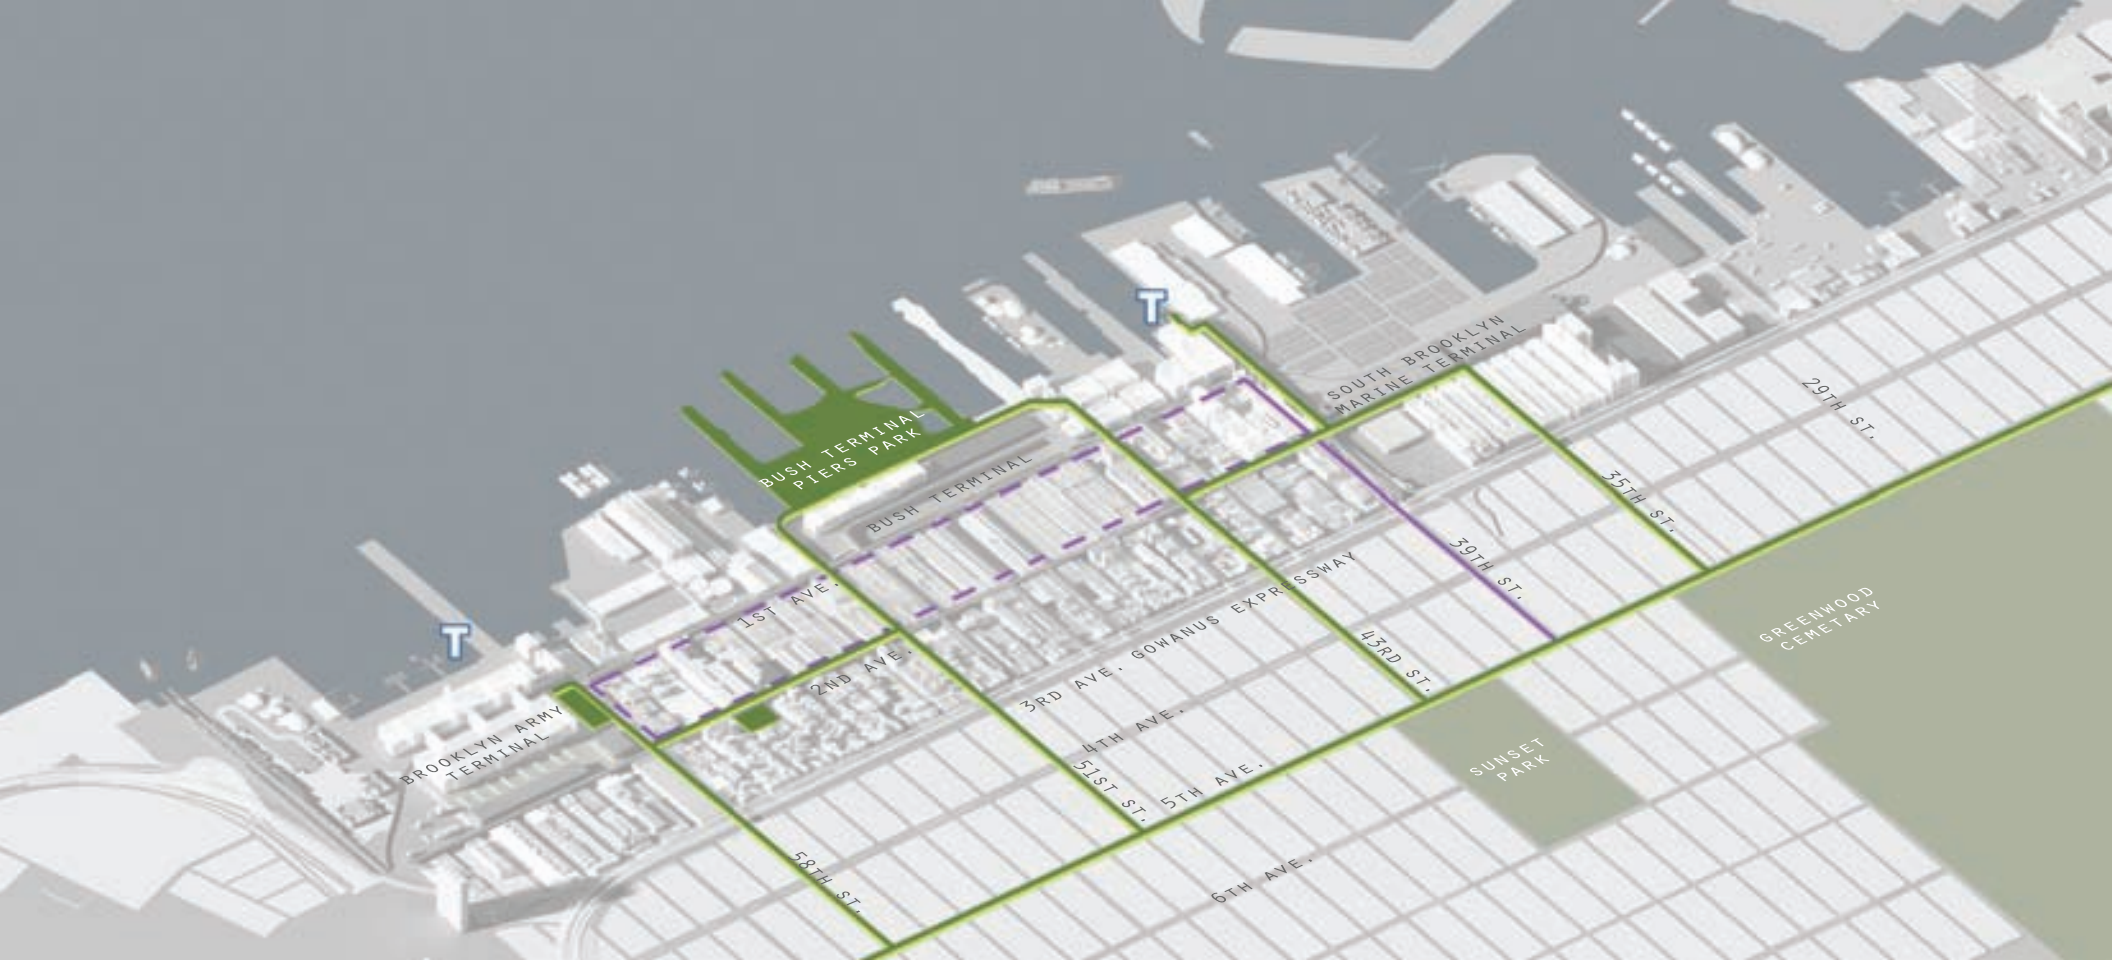 T
SOUTH BROOKLYN
MARINE TERMINAL
29TH ST.
BUSH TERMINAL
PIERS PARK
BUSH TERMINAL
35TH ST.
39TH ST.
1ST AVE.
2ND AVE.
3RD AVE. GOWANUS EXPRESSWAY
43RD ST.
GREENWOOD
CEMETARY
T
BROOKLYN ARMY
TERMINAL
4TH AVE.
51ST ST.
5TH AVE.
SUNSET
PARK
58TH ST.
6TH AVE.